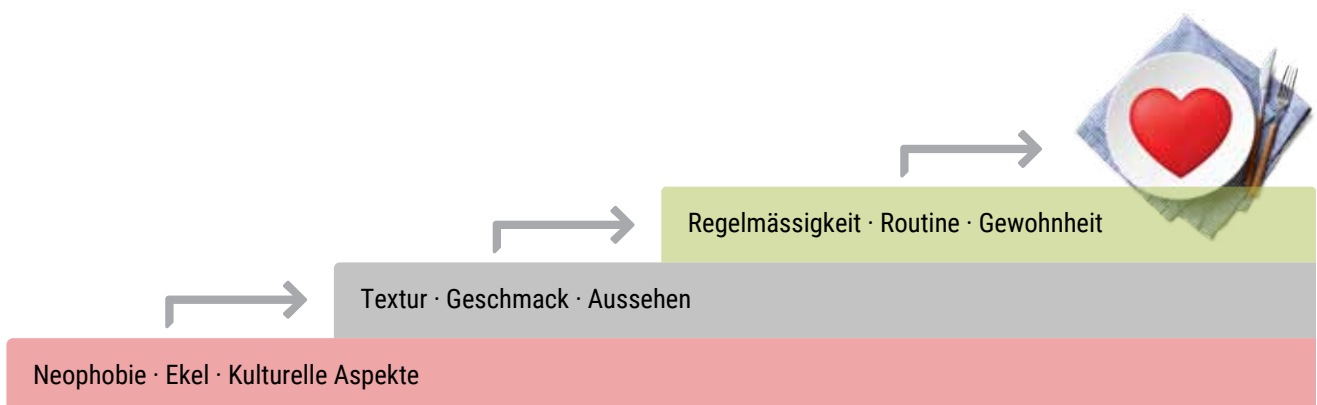 Regelmässigkeit · Routine · Gewohnheit
Textur · Geschmack · Aussehen
Neophobie · Ekel · Kulturelle Aspekte